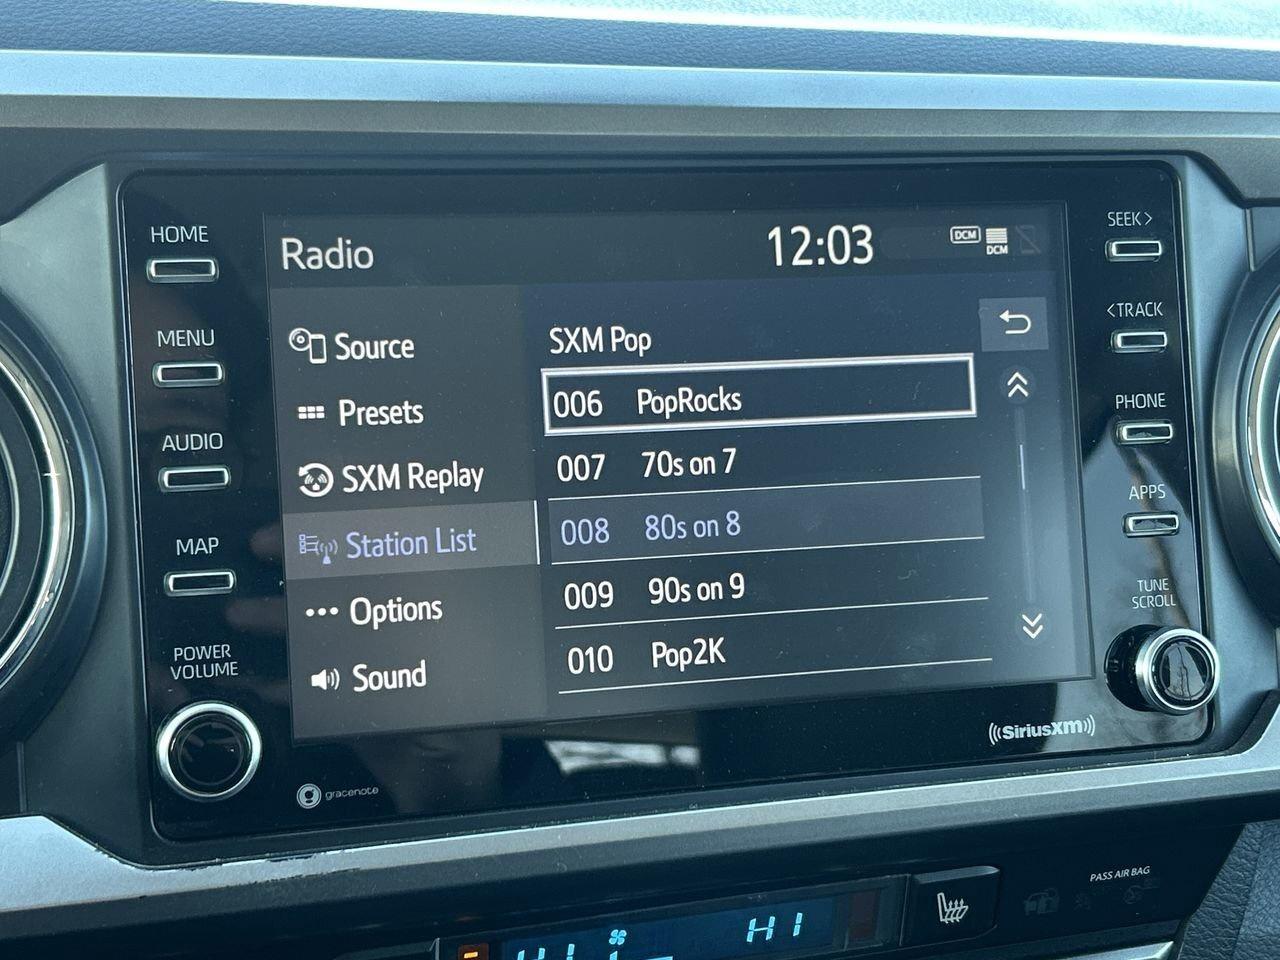 HOME
MENU
AUDIO
MAP
POWER
VOLUME
Radio
12:03
DCM
DCM
Source
Presets
SXM Replay
Station List
Options
Sound
SXM Pop
006 PopRocks
007 70s on 7
008 80s on 8
009 90s on 9
010 Pop2K
SEEK>
<TRACK
PHONE
APPS
TUNE
SCROLL
gracenote
((SiriusXM))
PASS AIR BAG
HI
HI